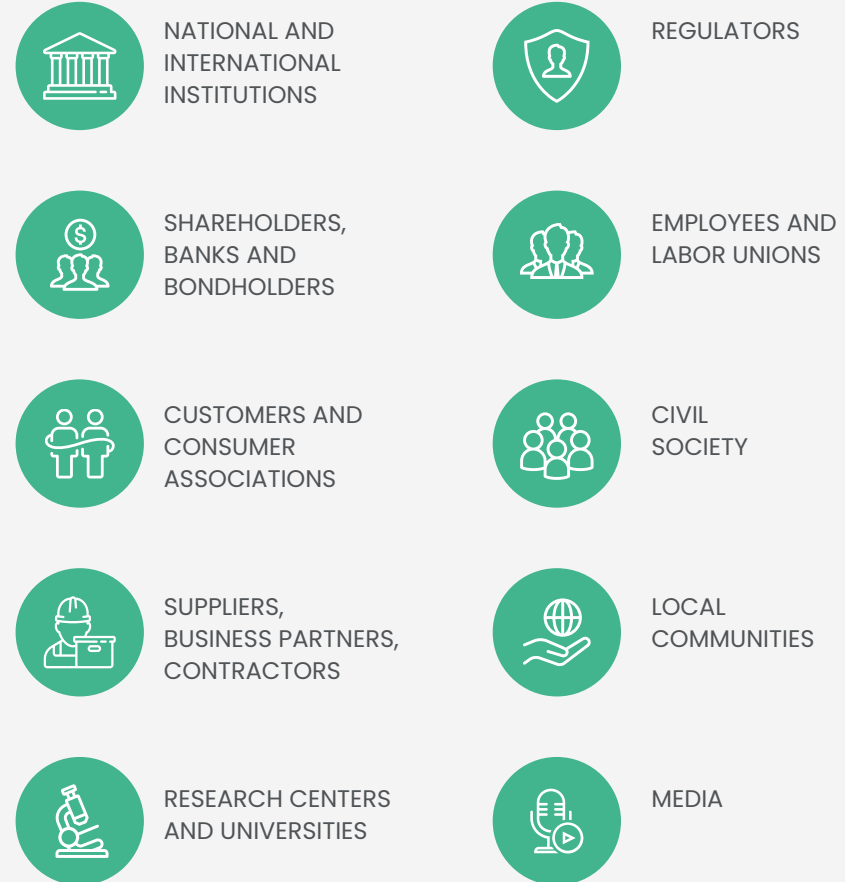 NATIONAL AND
INTERNATIONAL
INSTITUTIONS
REGULATORS
SHAREHOLDERS,
BANKS AND
BONDHOLDERS
EMPLOYEES AND
LABOR UNIONS
CUSTOMERS AND
CONSUMER
ASSOCIATIONS
CIVIL
SOCIETY
SUPPLIERS,
BUSINESS PARTNERS,
CONTRACTORS
LOCAL
COMMUNITIES
RESEARCH CENTERS
AND UNIVERSITIES
MEDIA